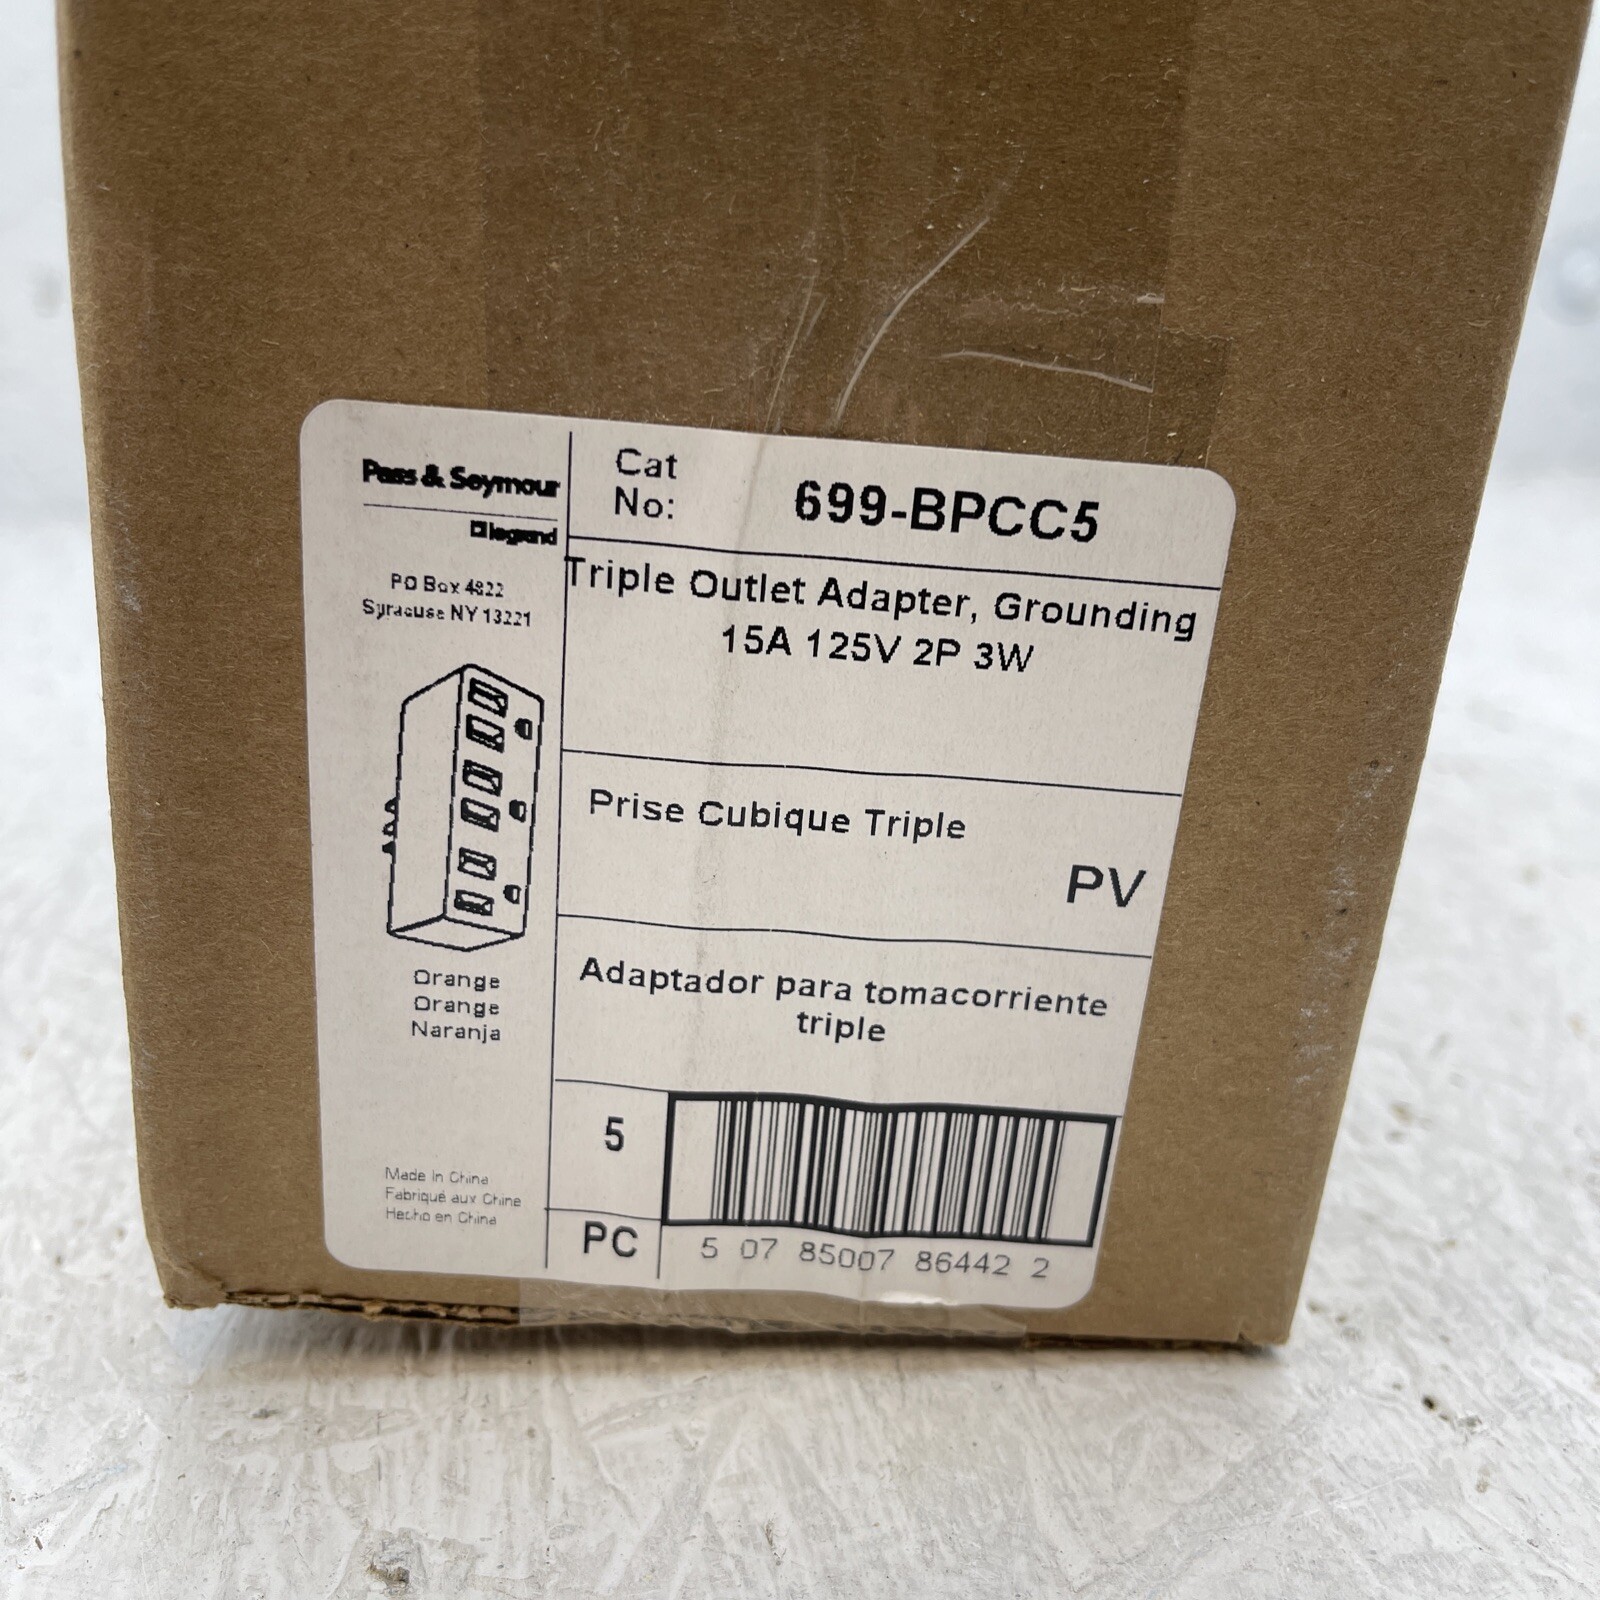 Pass & Seymour
legrand
PO Box 4822
Syracuse NY 13221
Cat
No:
699-BPCC5
Triple Outlet Adapter, Grounding
15A 125V 2P 3W
Prise Cubique Triple
PV
Adaptador para tomacorriente
triple
Orange
Orange
Naranja
Made In China
Fabriqué aux Chine
Hecho en China
5
PC
5 07 85007 86442 2